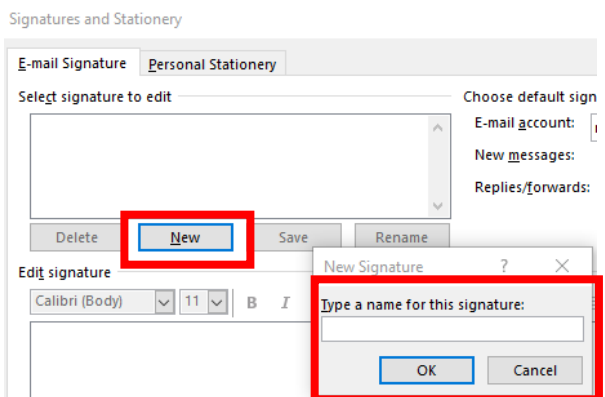 Signatures and Stationery
E-mail Signature Personal Stationery
Select signature to edit Choose default sign
E-mail account:
New messages:
Replies/forwards:
Delete New Save Rename
New Signature ? ×
Edit signature
Calibri (Body) 11 B I
Type a name for this signature:
OK Cancel